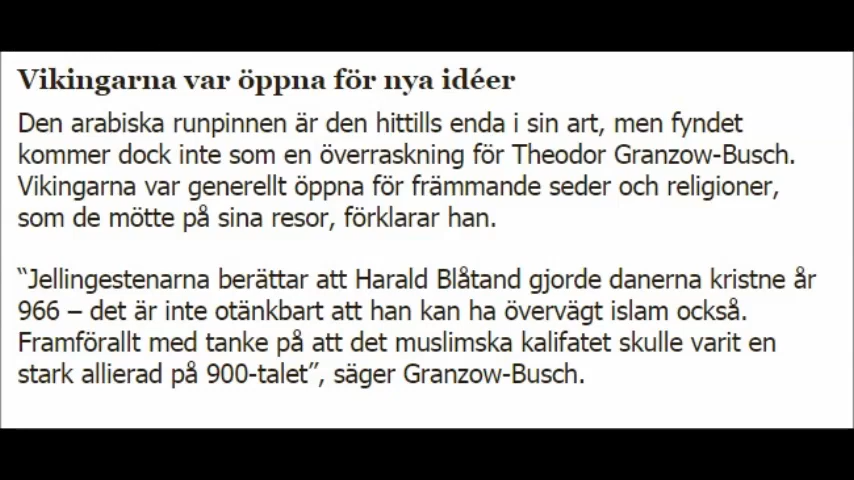 Vikingarna var öppna för nya idéer
Den arabiska runpinnen är den hittills enda i sin art, men fyndet
kommer dock inte som en överraskning för Theodor Granzow-Busch.
Vikingarna var generellt öppna för främmande seder och religioner,
som de mötte på sina resor, förklarar han.
“Jellingestenarna berättar att Harald Blåtand gjorde danerna kristne år
966 – det är inte otänkbart att han kan ha övervägt islam också.
Framförallt med tanke på att det muslimska kalifatet skulle varit en
stark allierad på 900-talet”, säger Granzow-Busch.